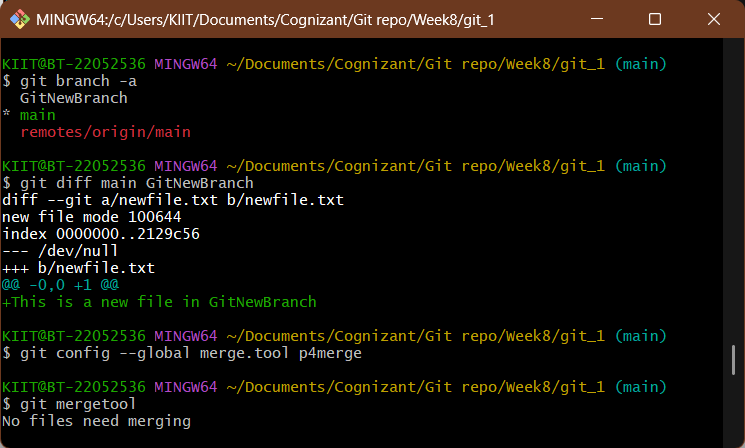 MINGW64:/c/Users/KIIT/Documents/Cognizant/Git repo/Week8/git_1
KIIT@BT-22052536 MINGW64 ~/Documents/Cognizant/Git repo/Week8/git_1 (main)
$ git branch -a
  GitNewBranch
* main
  remotes/origin/main
KIIT@BT-22052536 MINGW64 ~/Documents/Cognizant/Git repo/Week8/git_1 (main)
$ git diff main GitNewBranch
diff --git a/newfile.txt b/newfile.txt
new file mode 100644
index 0000000..2129c56
--- /dev/null
+++ b/newfile.txt
@@ -0,0 +1 @@
+This is a new file in GitNewBranch
KIIT@BT-22052536 MINGW64 ~/Documents/Cognizant/Git repo/Week8/git_1 (main)
$ git config --global merge.tool p4merge
KIIT@BT-22052536 MINGW64 ~/Documents/Cognizant/Git repo/Week8/git_1 (main)
$ git mergetool
No files need merging